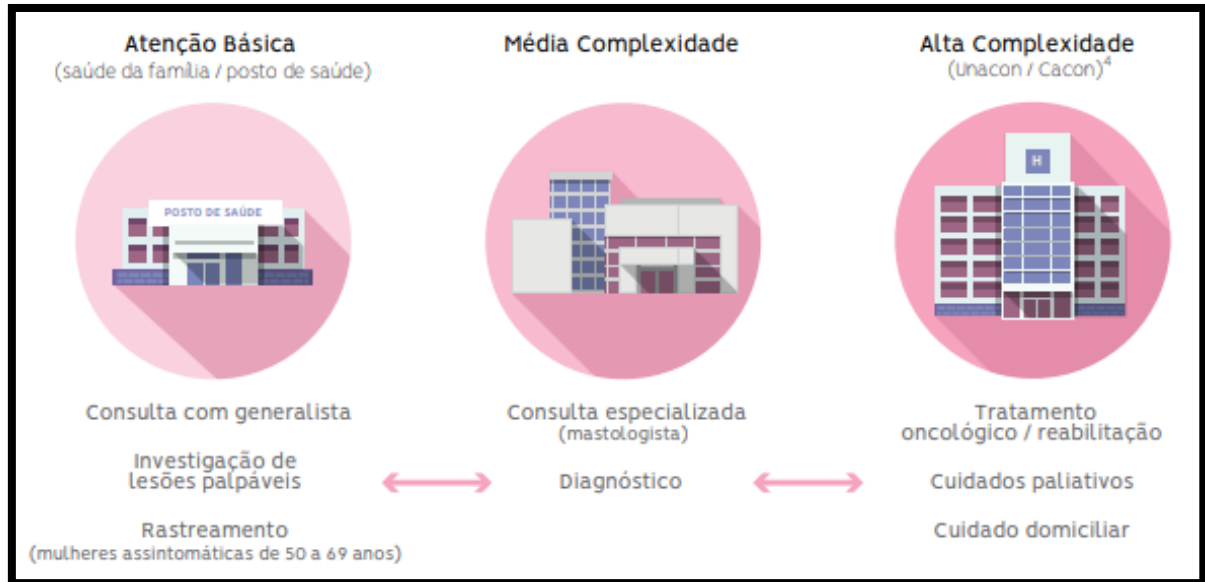 Atenção Básica
(saúde da família / posto de saúde)
POSTO DE SAÚDE
Consulta com generalista
Investigação de
lesões palpáveis
Rastreamento
(mulheres assintomáticas de 50 a 69 anos)
Média Complexidade
Consulta especializada
(mastologista)
Diagnóstico
Alta Complexidade
(Unacon / Cacon)⁴
H
Tratamento
oncológico / reabilitação
Cuidados paliativos
Cuidado domiciliar